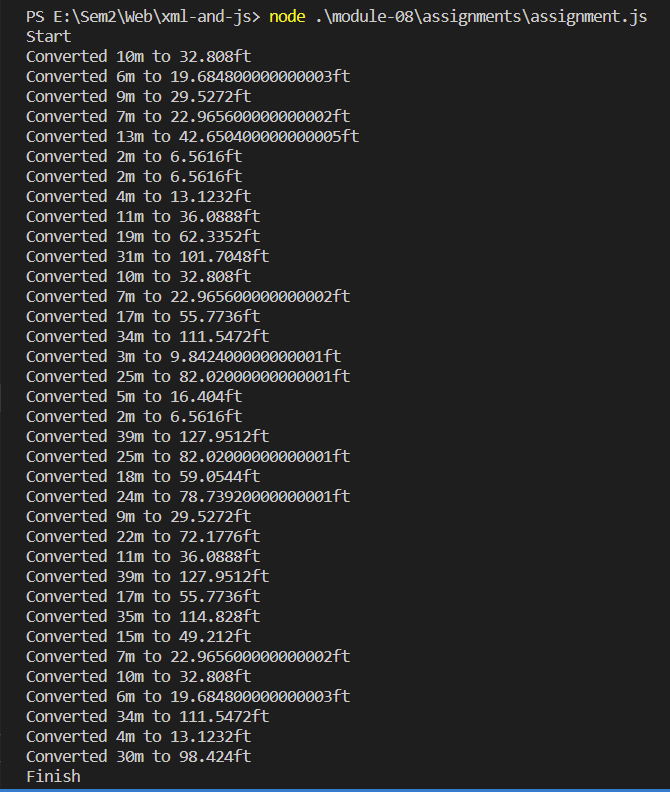 PS E:\Sem2\Web\xml-and-js> node .\module-08\assignments\assignment.js
Start
Converted 10m to 32.808ft
Converted 6m to 19.684800000000003ft
Converted 9m to 29.5272ft
Converted 7m to 22.965600000000002ft
Converted 13m to 42.650400000000005ft
Converted 2m to 6.5616ft
Converted 2m to 6.5616ft
Converted 4m to 13.1232ft
Converted 11m to 36.0888ft
Converted 19m to 62.3352ft
Converted 31m to 101.7048ft
Converted 10m to 32.808ft
Converted 7m to 22.965600000000002ft
Converted 17m to 55.7736ft
Converted 34m to 111.5472ft
Converted 3m to 9.842400000000001ft
Converted 25m to 82.02000000000001ft
Converted 5m to 16.404ft
Converted 2m to 6.5616ft
Converted 39m to 127.9512ft
Converted 25m to 82.02000000000001ft
Converted 18m to 59.0544ft
Converted 24m to 78.73920000000001ft
Converted 9m to 29.5272ft
Converted 22m to 72.1776ft
Converted 11m to 36.0888ft
Converted 39m to 127.9512ft
Converted 17m to 55.7736ft
Converted 35m to 114.828ft
Converted 15m to 49.212ft
Converted 7m to 22.965600000000002ft
Converted 10m to 32.808ft
Converted 6m to 19.684800000000003ft
Converted 34m to 111.5472ft
Converted 4m to 13.1232ft
Converted 30m to 98.424ft
Finish